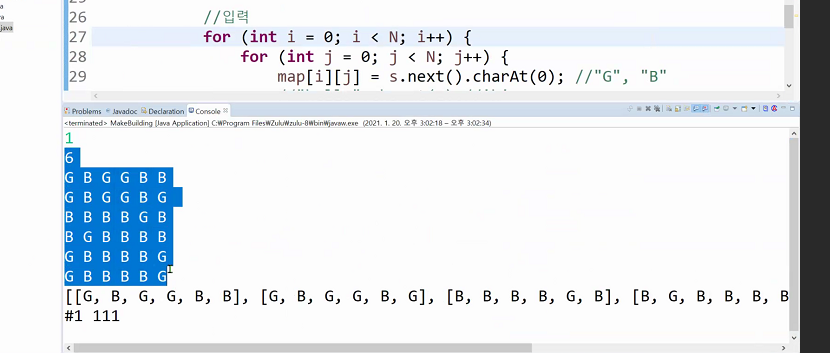 a
va
java
26 //입력
27 for (int i = 0; i < N; i++) {
28 for (int j = 0; j < N; j++) {
29 map[i][j] = s.next().charAt(0); //"G", "B"
Problems Javadoc Declaration Console
<terminated> MakeBuilding [Java Application] C:₩Program Files₩Zulu₩zulu-8₩bin₩javaw.exe (2021. 1. 20. 오후 3:02:18 – 오후 3:02:34)
1
6
G B G G B B
G B G G B G
B B B B G B
B G B B B B
G B B B B G
G B B B B G
[[G, B, G, G, B, B], [G, B, G, G, B, G], [B, B, B, B, G, B], [B, G, B, B, B, B
#1 111